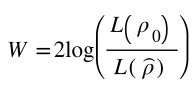 W = 2log( L( ρ₀ ) / L( ρ̂ ) )